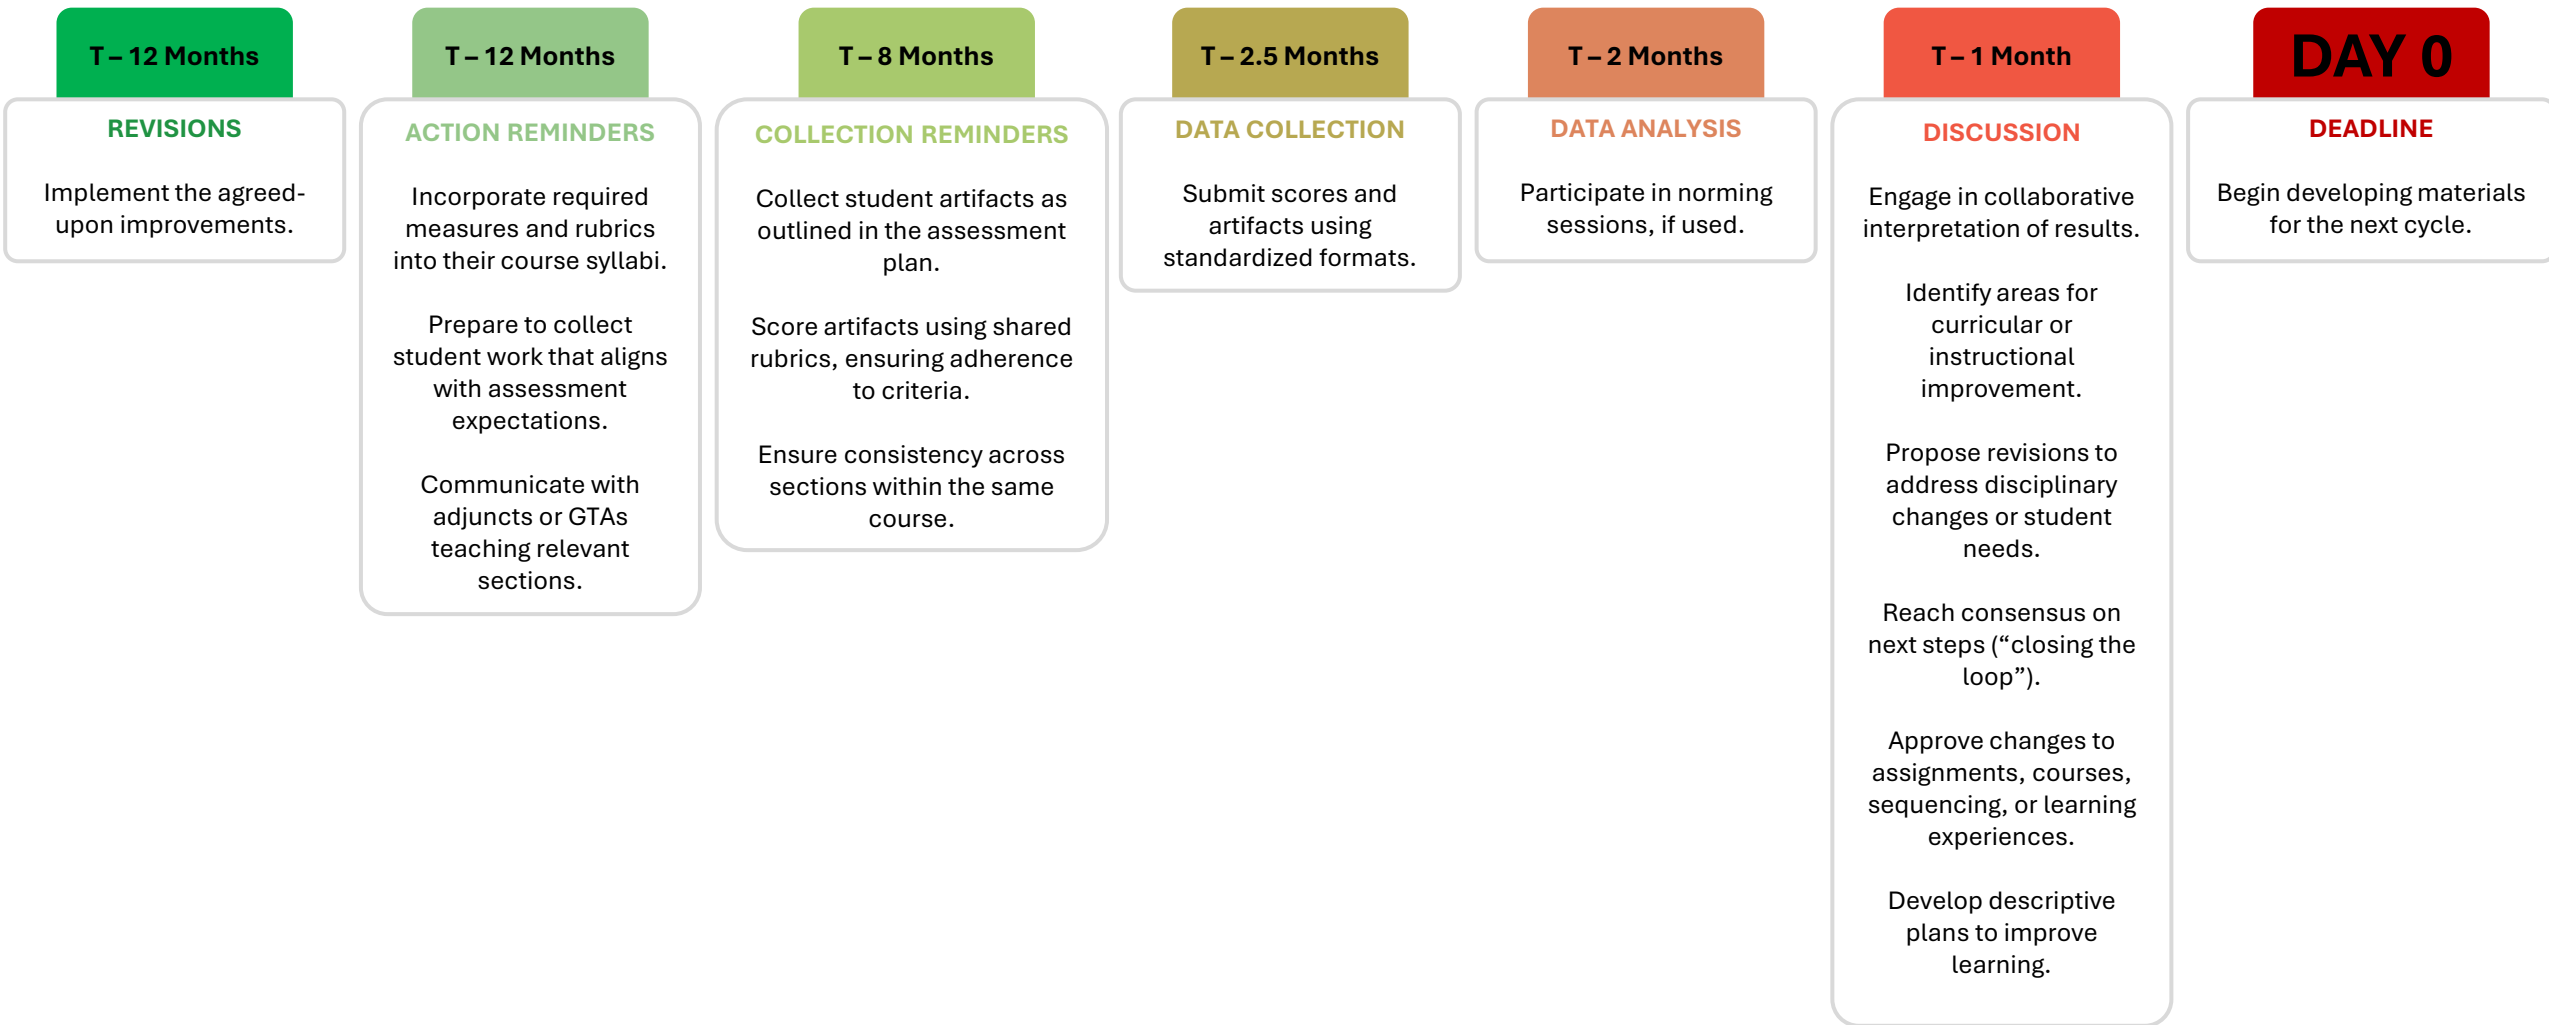 T – 12 Months
REVISIONS
Implement the agreed-
upon improvements.
T – 12 Months
ACTION REMINDERS
Incorporate required
measures and rubrics
into their course syllabi.
Prepare to collect
student work that aligns
with assessment
expectations.
Communicate with
adjuncts or GTAs
teaching relevant
sections.
T – 8 Months
COLLECTION REMINDERS
Collect student artifacts as
outlined in the assessment
plan.
Score artifacts using shared
rubrics, ensuring adherence
to criteria.
Ensure consistency across
sections within the same
course.
T – 2.5 Months
DATA COLLECTION
Submit scores and
artifacts using
standardized formats.
T – 2 Months
DATA ANALYSIS
Participate in norming
sessions, if used.
T – 1 Month
DISCUSSION
Engage in collaborative
interpretation of results.
Identify areas for
curricular or
instructional
improvement.
Propose revisions to
address disciplinary
changes or student
needs.
Reach consensus on
next steps (“closing the
loop”).
Approve changes to
assignments, courses,
sequencing, or learning
experiences.
Develop descriptive
plans to improve
learning.
DAY 0
DEADLINE
Begin developing materials
for the next cycle.